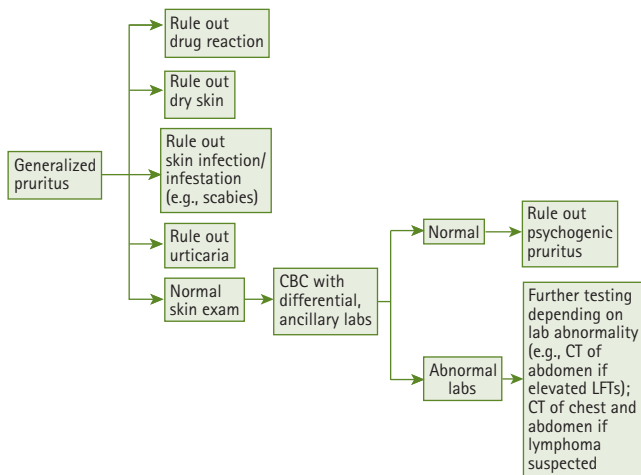 Generalized
pruritus
Rule out
drug reaction
Rule out
dry skin
Rule out
skin infection/
infestation
(e.g., scabies)
Rule out
urticaria
Normal
skin exam
CBC with
differential,
ancillary labs
Normal
Rule out
psychogenic
pruritus
Abnormal
labs
Further testing
depending on
lab abnormality
(e.g., CT of
abdomen if
elevated LFTs);
CT of chest and
abdomen if
lymphoma
suspected